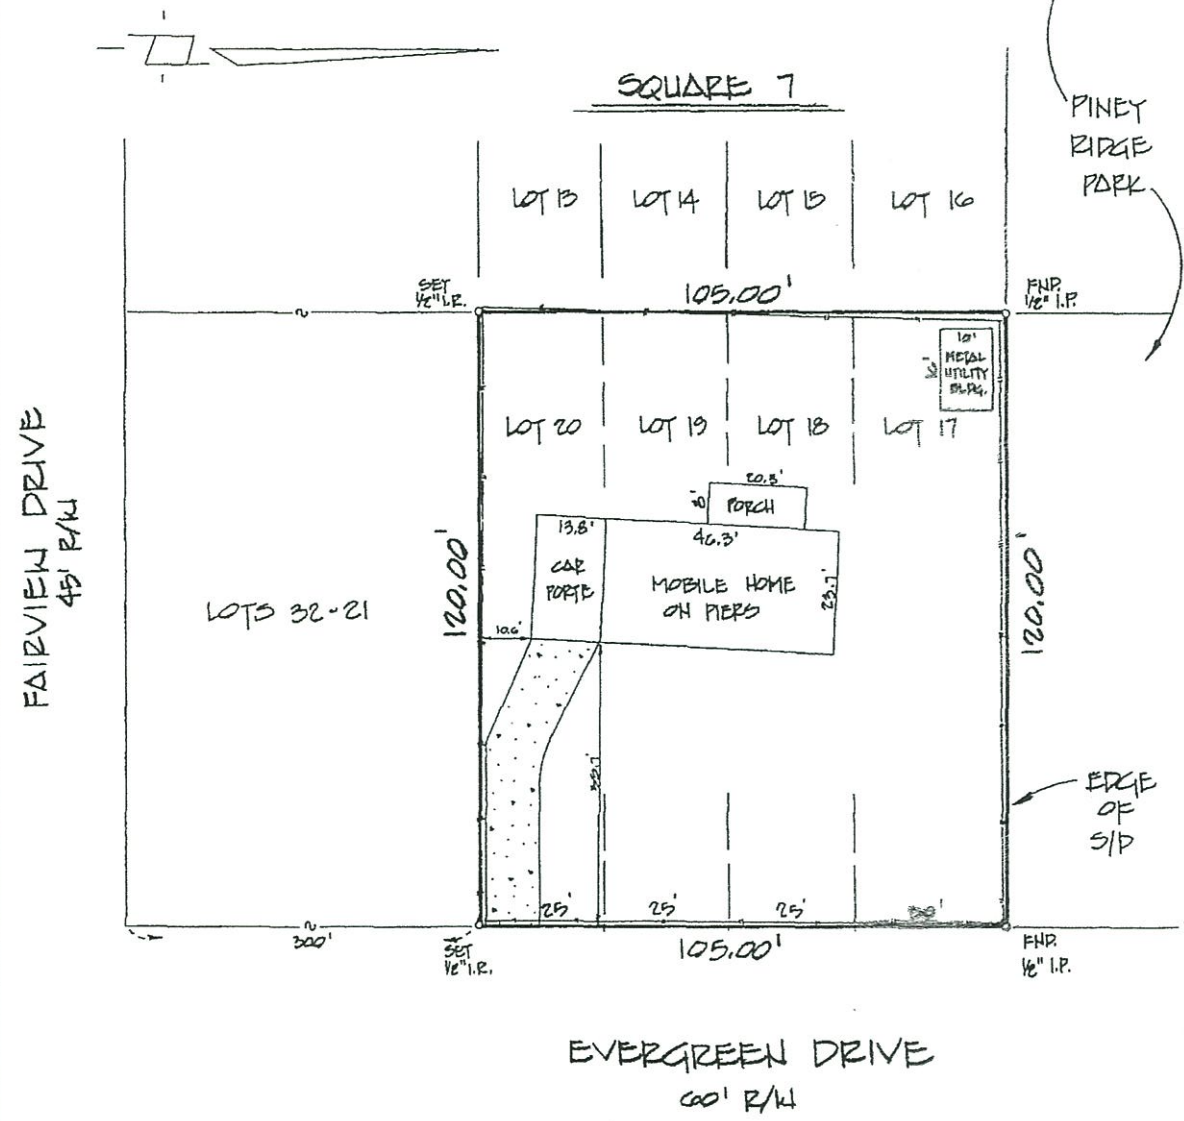 SQUARE 7
PINEY
RIDGE
PARK
LOT 13
LOT 14
LOT 15
LOT 16
SET
1/2" I.R.
105.00'
FND.
1/2" I.P.
10'
METAL
UTILITY
BLDG.
LOT 20
LOT 19
LOT 18
LOT 17
20.3'
PORCH
13.8'
46.3'
CAR
PORTE
MOBILE HOME
ON PIERS
23.7'
120.00'
120.00'
FAIRVIEW DRIVE
45' R/W
LOTS 32-21
10.6'
EDGE
OF
S/D
25'
25'
25'
300'
SET
1/2" I.R.
105.00'
FND.
1/2" I.P.
EVERGREEN DRIVE
60' R/W